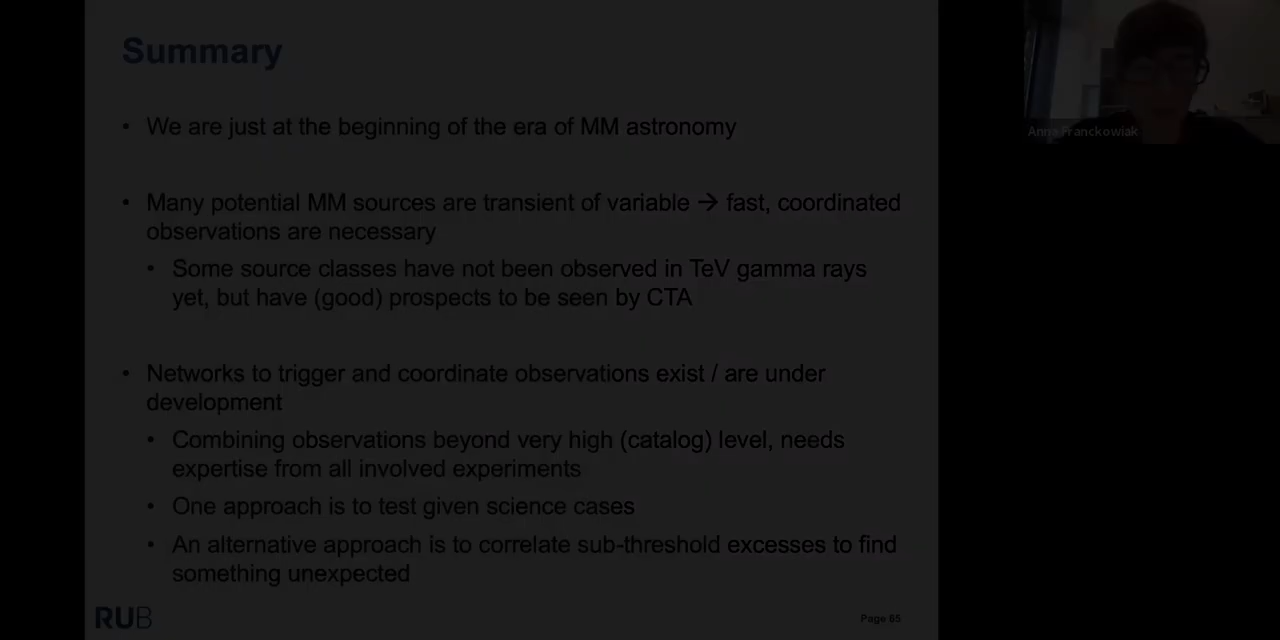 Summary
Anna Franckowiak
• We are just at the beginning of the era of MM astronomy
• Many potential MM sources are transient of variable → fast, coordinated
observations are necessary
• Some source classes have not been observed in TeV gamma rays
yet, but have (good) prospects to be seen by CTA
• Networks to trigger and coordinate observations exist / are under
development
• Combining observations beyond very high (catalog) level, needs
expertise from all involved experiments
• One approach is to test given science cases
• An alternative approach is to correlate sub-threshold excesses to find
something unexpected
RUB
Page 65